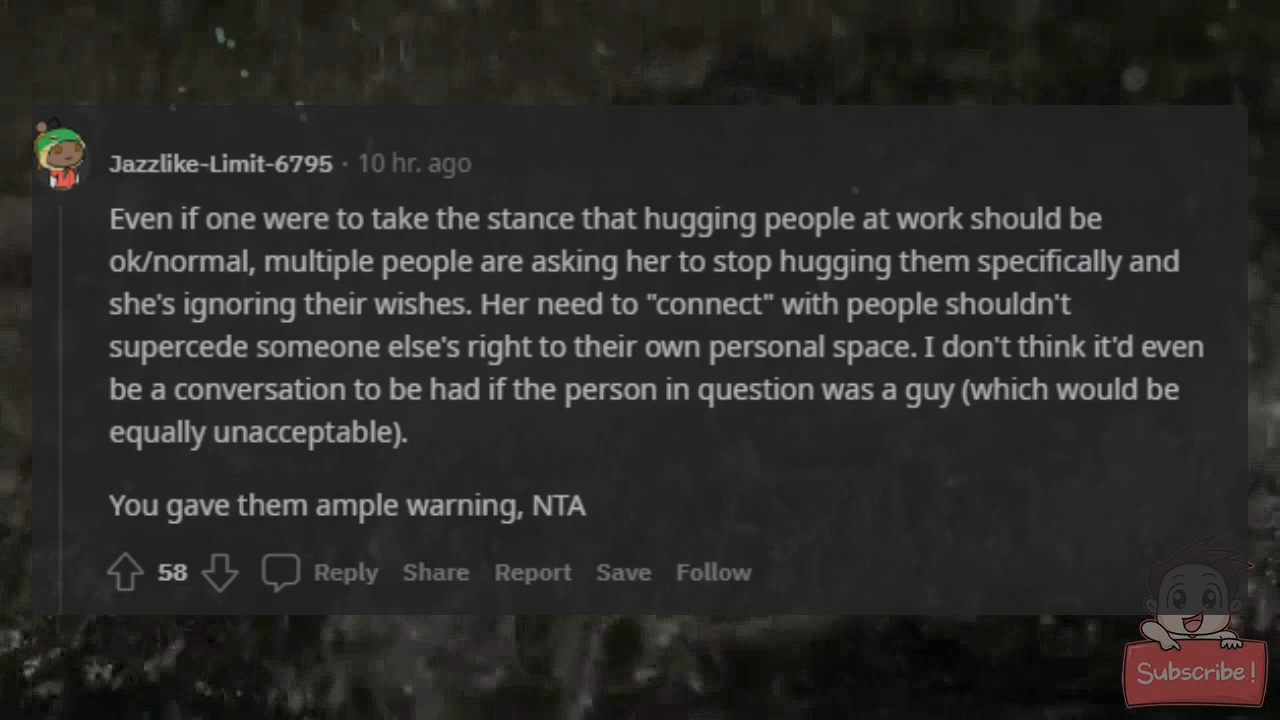 Jazzlike-Limit-6795 · 10 hr. ago
Even if one were to take the stance that hugging people at work should be
ok/normal, multiple people are asking her to stop hugging them specifically and
she's ignoring their wishes. Her need to "connect" with people shouldn't
supercede someone else's right to their own personal space. I don't think it'd even
be a conversation to be had if the person in question was a guy (which would be
equally unacceptable).
You gave them ample warning, NTA
58 Reply Share Report Save Follow
Subscribe!